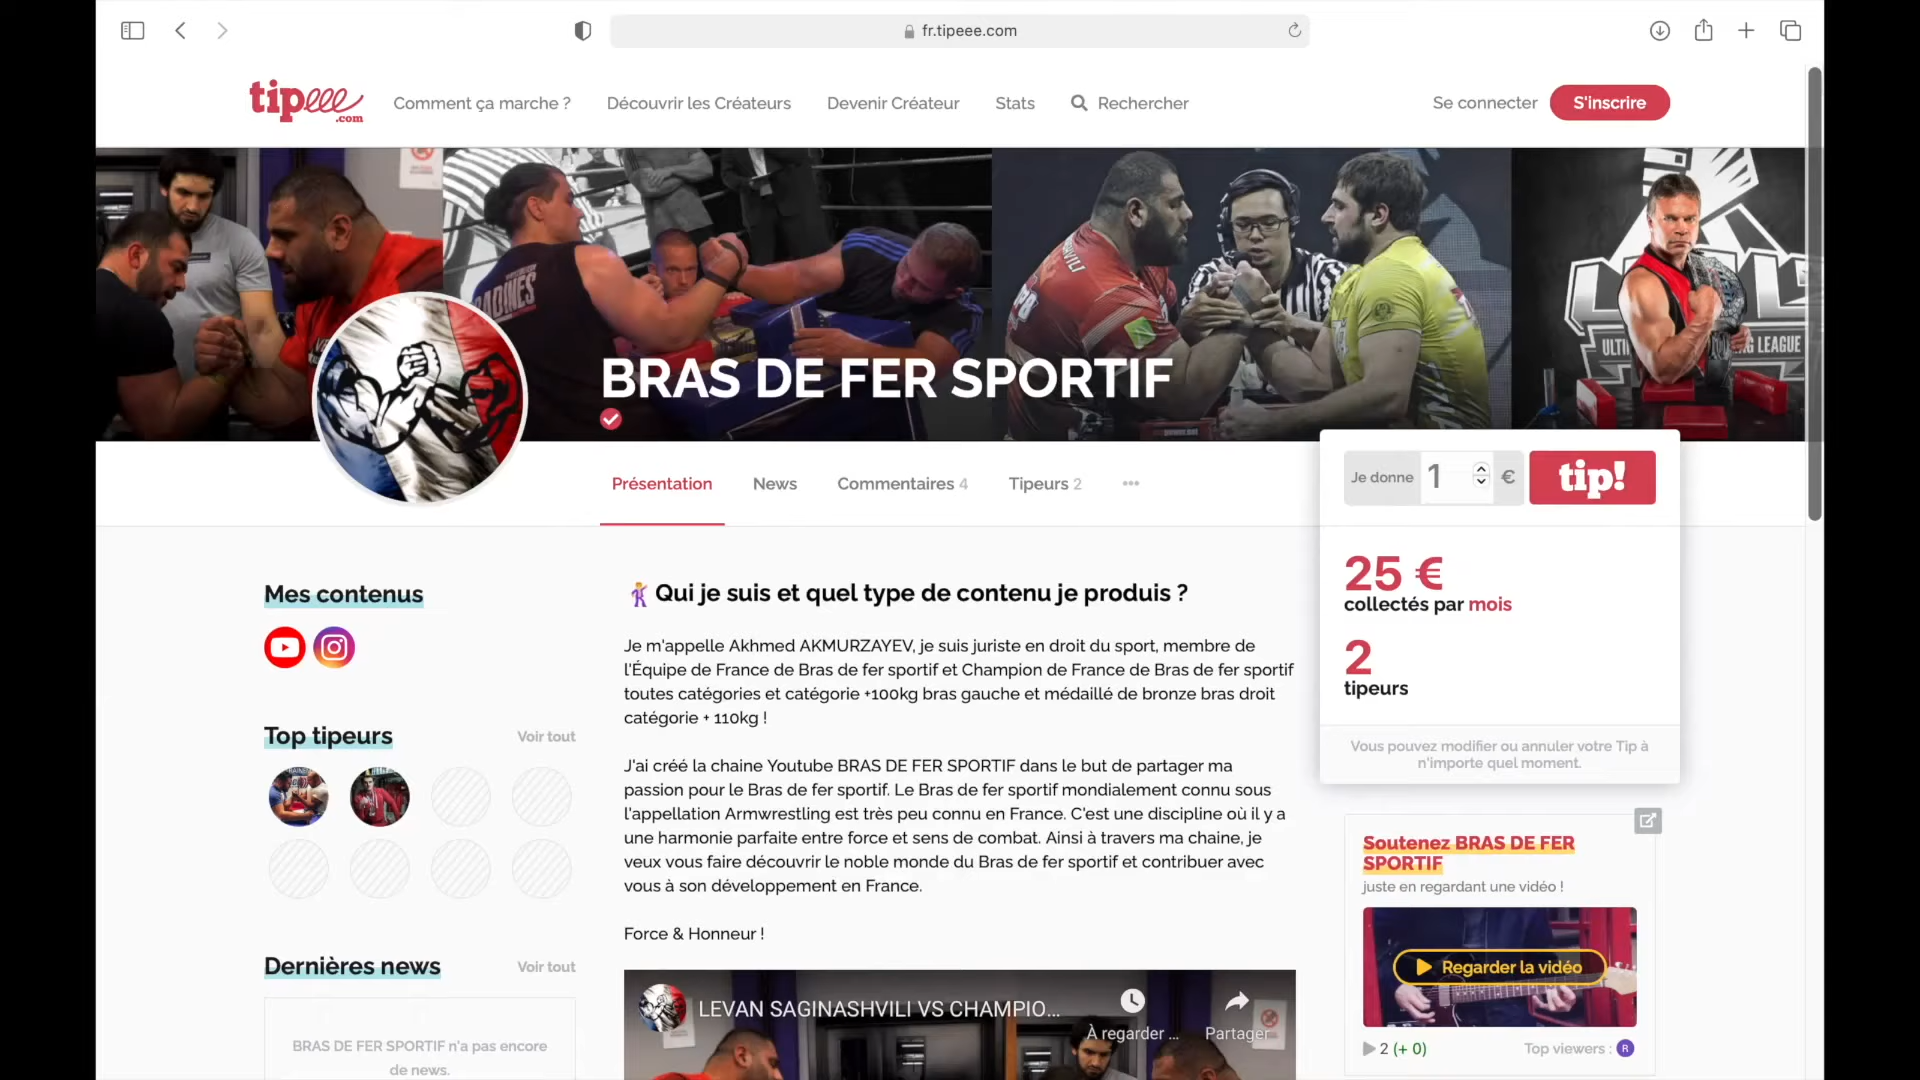 fr.tipeee.com
tipeee
.com
Comment ça marche ?
Découvrir les Créateurs
Devenir Créateur
Stats
Rechercher
Se connecter
S'inscrire
BRAS DE FER SPORTIF
Présentation
News
Commentaires 4
Tipeurs 2
Je donne 1 €
tip!
25 €
collectés par mois
2
tipeurs
Vous pouvez modifier ou annuler votre Tip à
n'importe quel moment.
Mes contenus
Top tipeurs
Voir tout
Dernières news
Voir tout
BRAS DE FER SPORTIF n'a pas encore
de news.
Qui je suis et quel type de contenu je produis ?
Je m'appelle Akhmed AKMURZAYEV, je suis juriste en droit du sport, membre de
l'Équipe de France de Bras de fer sportif et Champion de France de Bras de fer sportif
toutes catégories et catégorie +100kg bras gauche et médaillé de bronze bras droit
catégorie + 110kg !
J'ai créé la chaine Youtube BRAS DE FER SPORTIF dans le but de partager ma
passion pour le Bras de fer sportif. Le Bras de fer sportif mondialement connu sous
l'appellation Armwrestling est très peu connu en France. C'est une discipline où il y a
une harmonie parfaite entre force et sens de combat. Ainsi à travers ma chaine, je
veux vous faire découvrir le noble monde du Bras de fer sportif et contribuer avec
vous à son développement en France.
Force & Honneur !
LEVAN SAGINASHVILI VS CHAMPIO...
À regarder ...
Partager
Soutenez BRAS DE FER
SPORTIF
juste en regardant une vidéo !
Regarder la vidéo
2 (+ 0)
Top viewers :
R